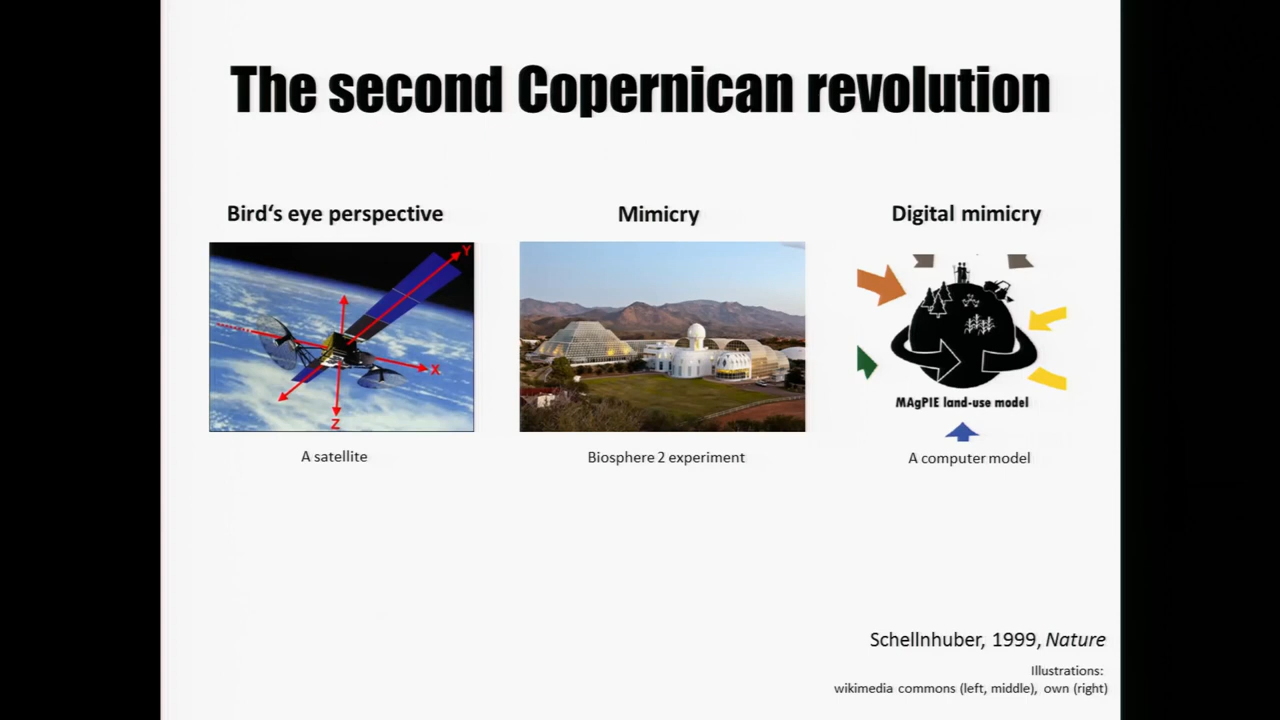 The second Copernican revolution
Bird‘s eye perspective
Mimicry
Digital mimicry
Y
X
Z
MAgPIE land-use model
A satellite
Biosphere 2 experiment
A computer model
Schellnhuber, 1999, Nature
Illustrations:
wikimedia commons (left, middle), own (right)